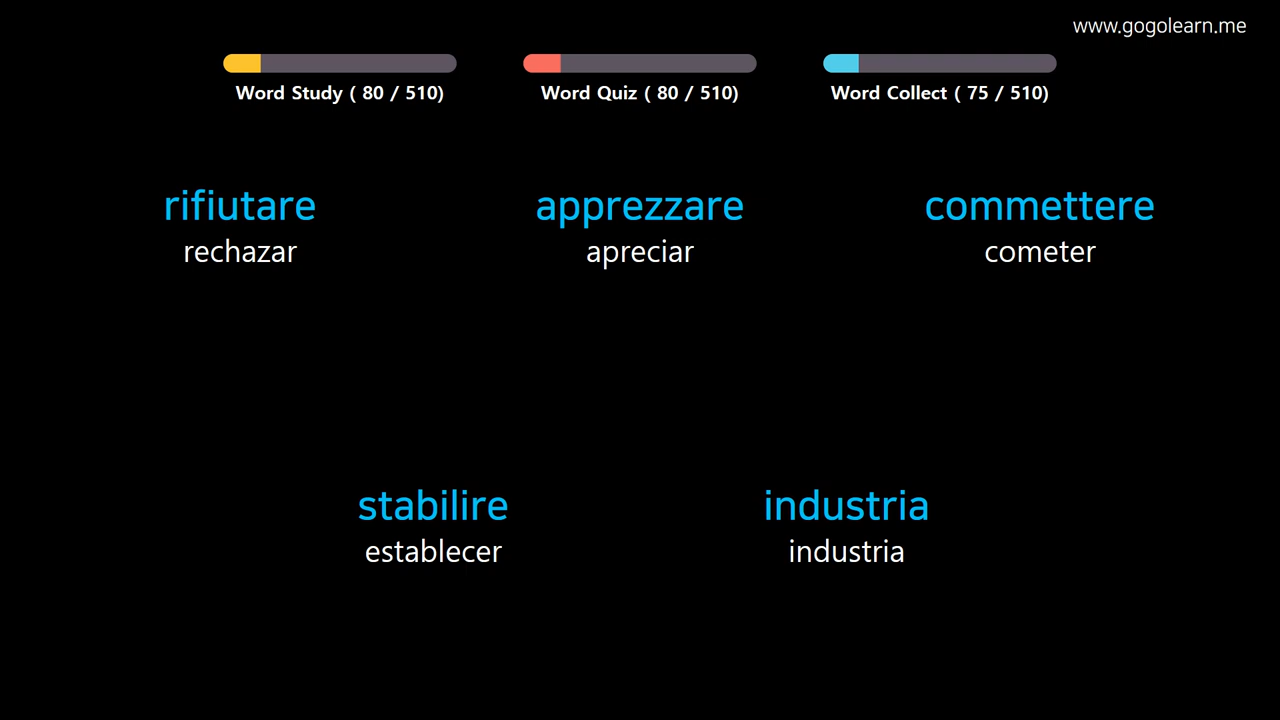 www.gogolearn.me
Word Study ( 80 / 510)
Word Quiz ( 80 / 510)
Word Collect ( 75 / 510)
rifiutare
rechazar
apprezzare
apreciar
commettere
cometer
stabilire
establecer
industria
industria